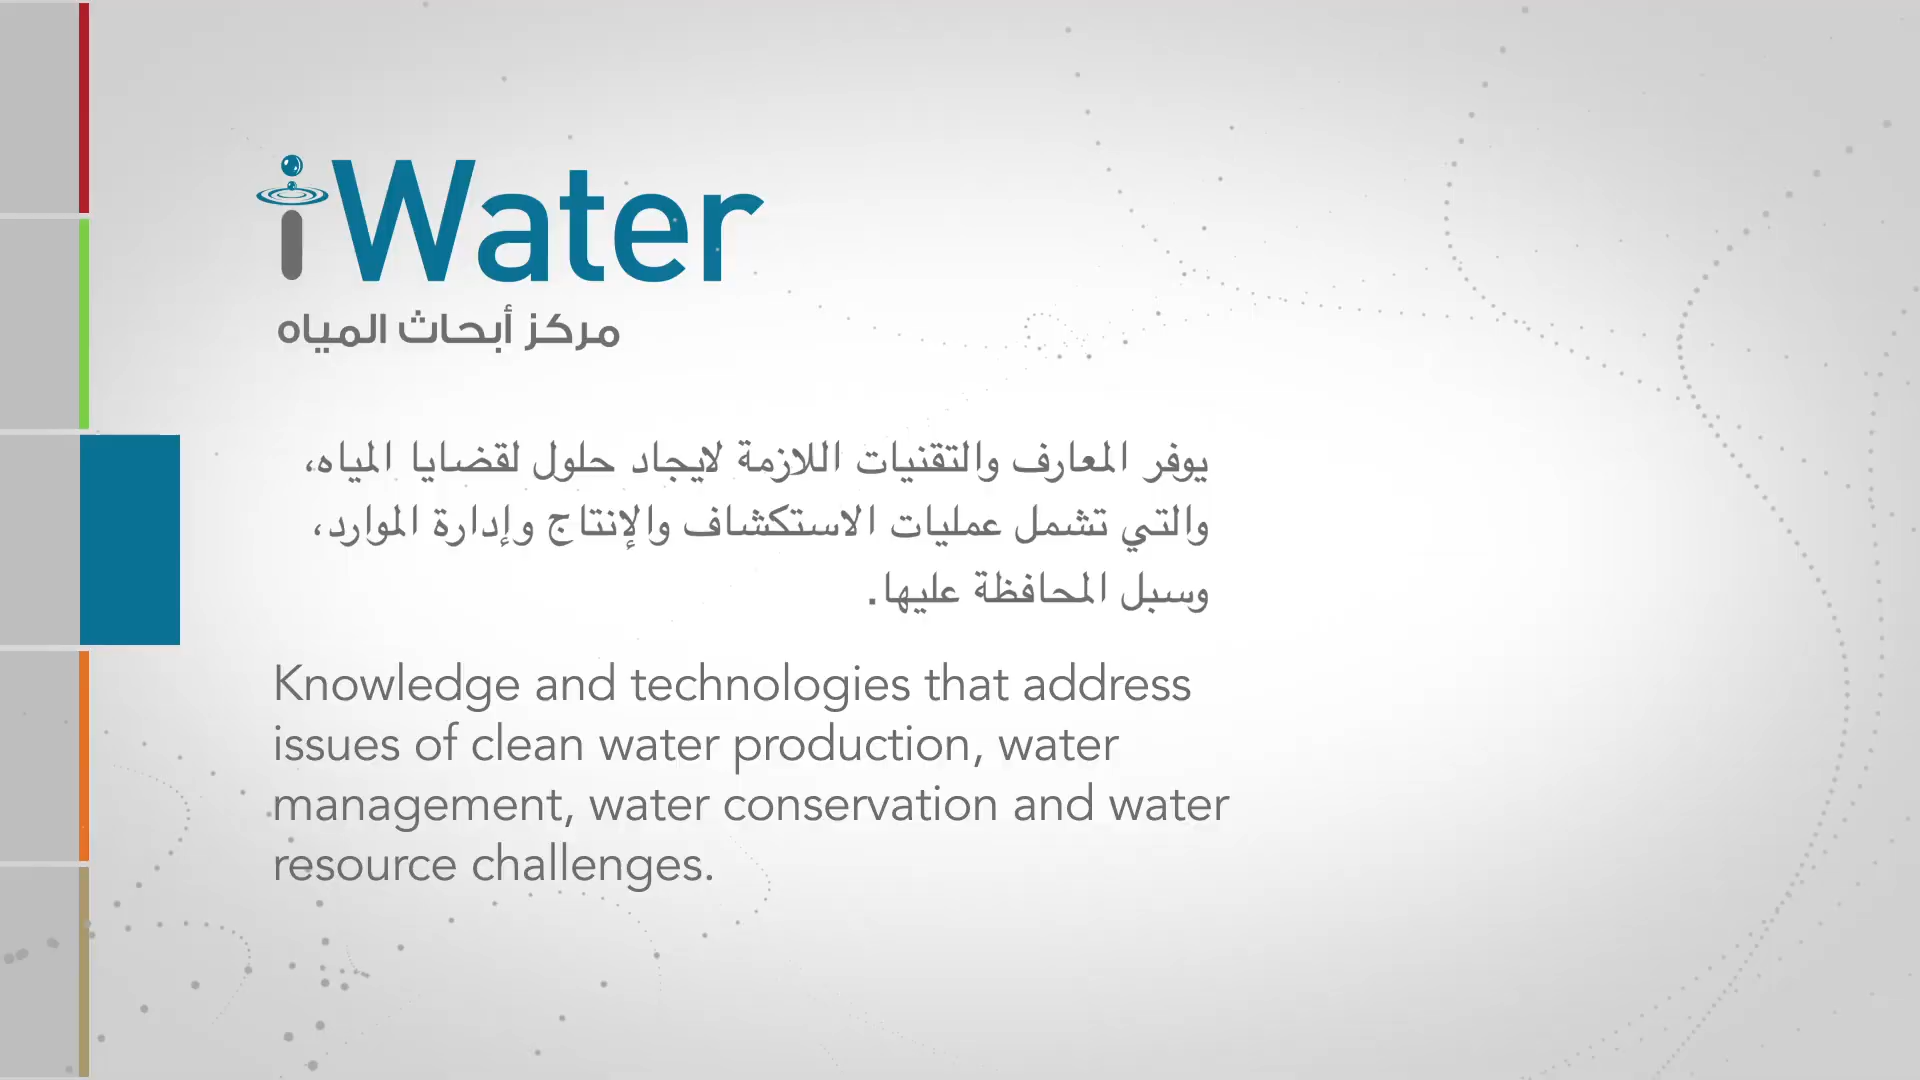 iWater
مركز أبحاث المياه
يوفر المعارف والتقنيات اللازمة لايجاد حلول لقضايا المياه،
والتي تشمل عمليات الاستكشاف والإنتاج وإدارة الموارد،
وسبل المحافظة عليها.
Knowledge and technologies that address
issues of clean water production, water
management, water conservation and water
resource challenges.